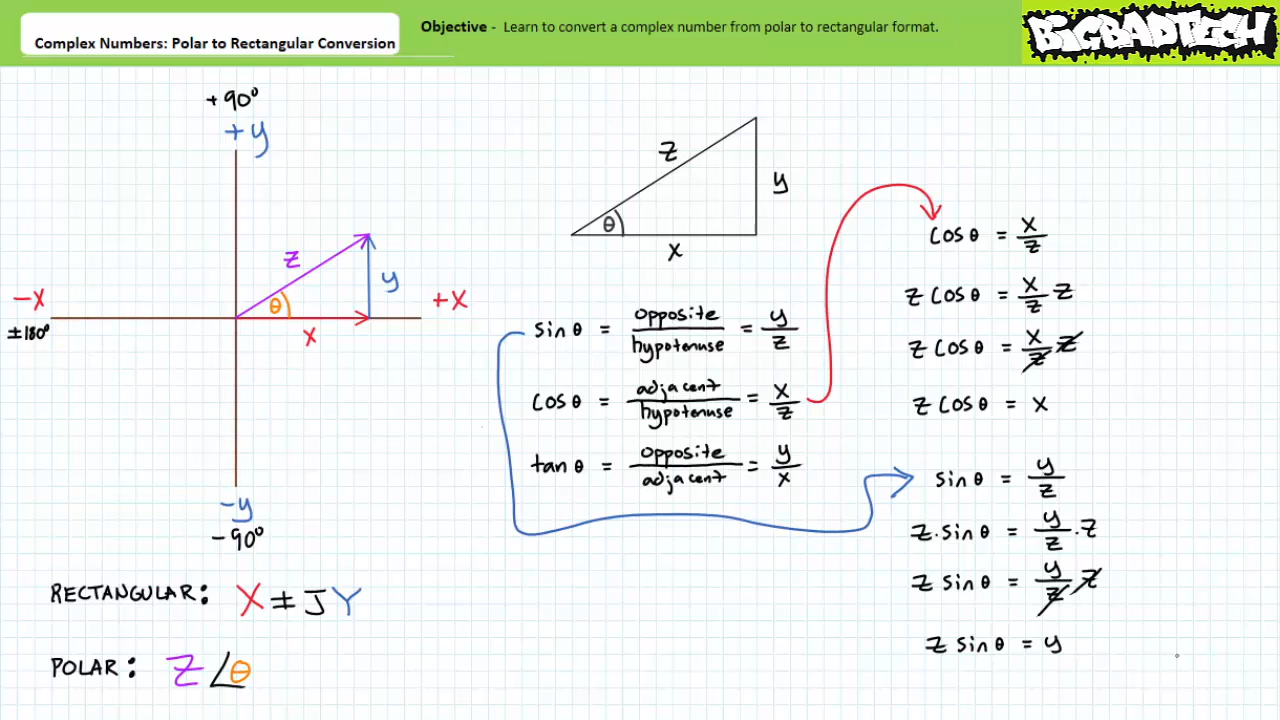 Complex Numbers: Polar to Rectangular Conversion
Objective - Learn to convert a complex number from polar to rectangular format.
BIGBADTECH
+90°
+y
z
y
θ
x
-X
±180°
+X
-y
-90°
RECTANGULAR: X ± J Y
POLAR: Z ∠θ
z
y
θ
x
sin θ = opposite/hypotenuse = y/z
cos θ = adjacent/hypotenuse = x/z
tan θ = opposite/adjacent = y/x
cos θ = x/z
z cos θ = x/z z
z cos θ = x/z z
z cos θ = x
sin θ = y/z
z·sin θ = y/z ·z
z sin θ = y/z z
z sin θ = y